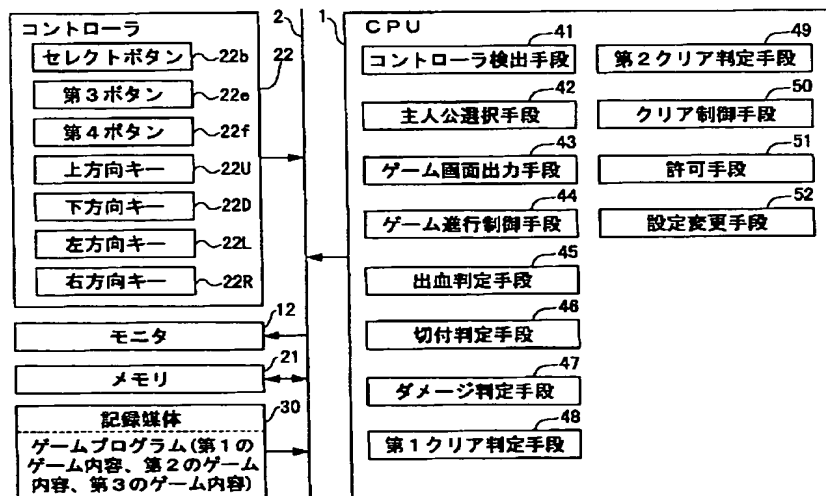 コントローラ
セレクトボタン 22b
22
第3ボタン 22e
第4ボタン 22f
上方向キー 22U
下方向キー 22D
左方向キー 22L
右方向キー 22R
12
モニタ
21
メモリ
30
記録媒体
ゲームプログラム(第1の
ゲーム内容、第2のゲーム
内容、第3のゲーム内容)
2
1
CPU
41
コントローラ検出手段
42
主人公選択手段
43
ゲーム画面出力手段
44
ゲーム進行制御手段
45
出血判定手段
46
切付判定手段
47
ダメージ判定手段
48
第1クリア判定手段
49
第2クリア判定手段
50
クリア制御手段
51
許可手段
52
設定変更手段